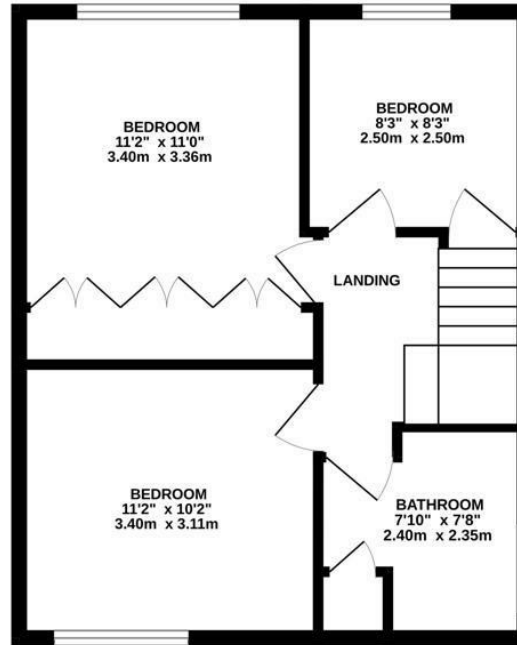 BEDROOM
11'2" x 11'0"
3.40m x 3.36m
BEDROOM
8'3" x 8'3"
2.50m x 2.50m
LANDING
BEDROOM
11'2" x 10'2"
3.40m x 3.11m
BATHROOM
7'10" x 7'8"
2.40m x 2.35m